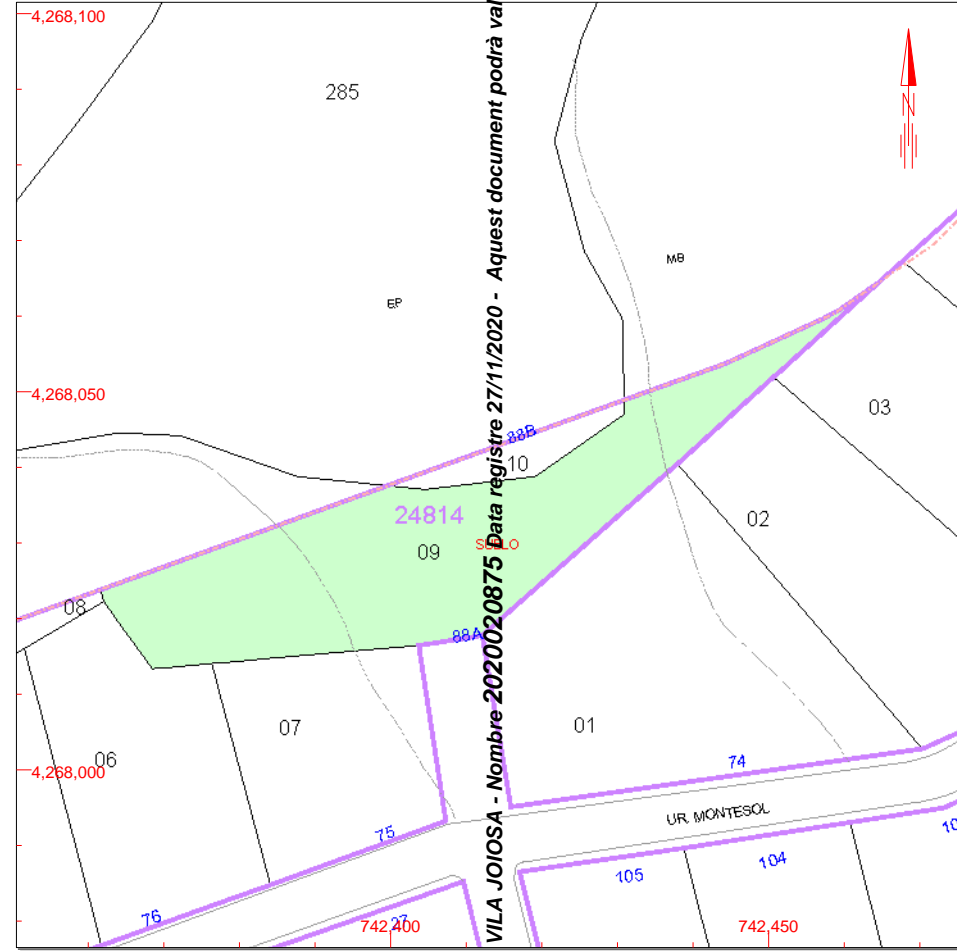 4,268,100
285
N
MB
EP
4,268,050
03
88B
10
24814
02
SUELO
09
08
88A
07
01
06
4,268,000
74
UR. MONTESOL
75
104
105
10
76
27
742,400
742,450
VILA JOIOSA - Nombre 2020020875 Data registre 27/11/2020 - Aquest document podrà val